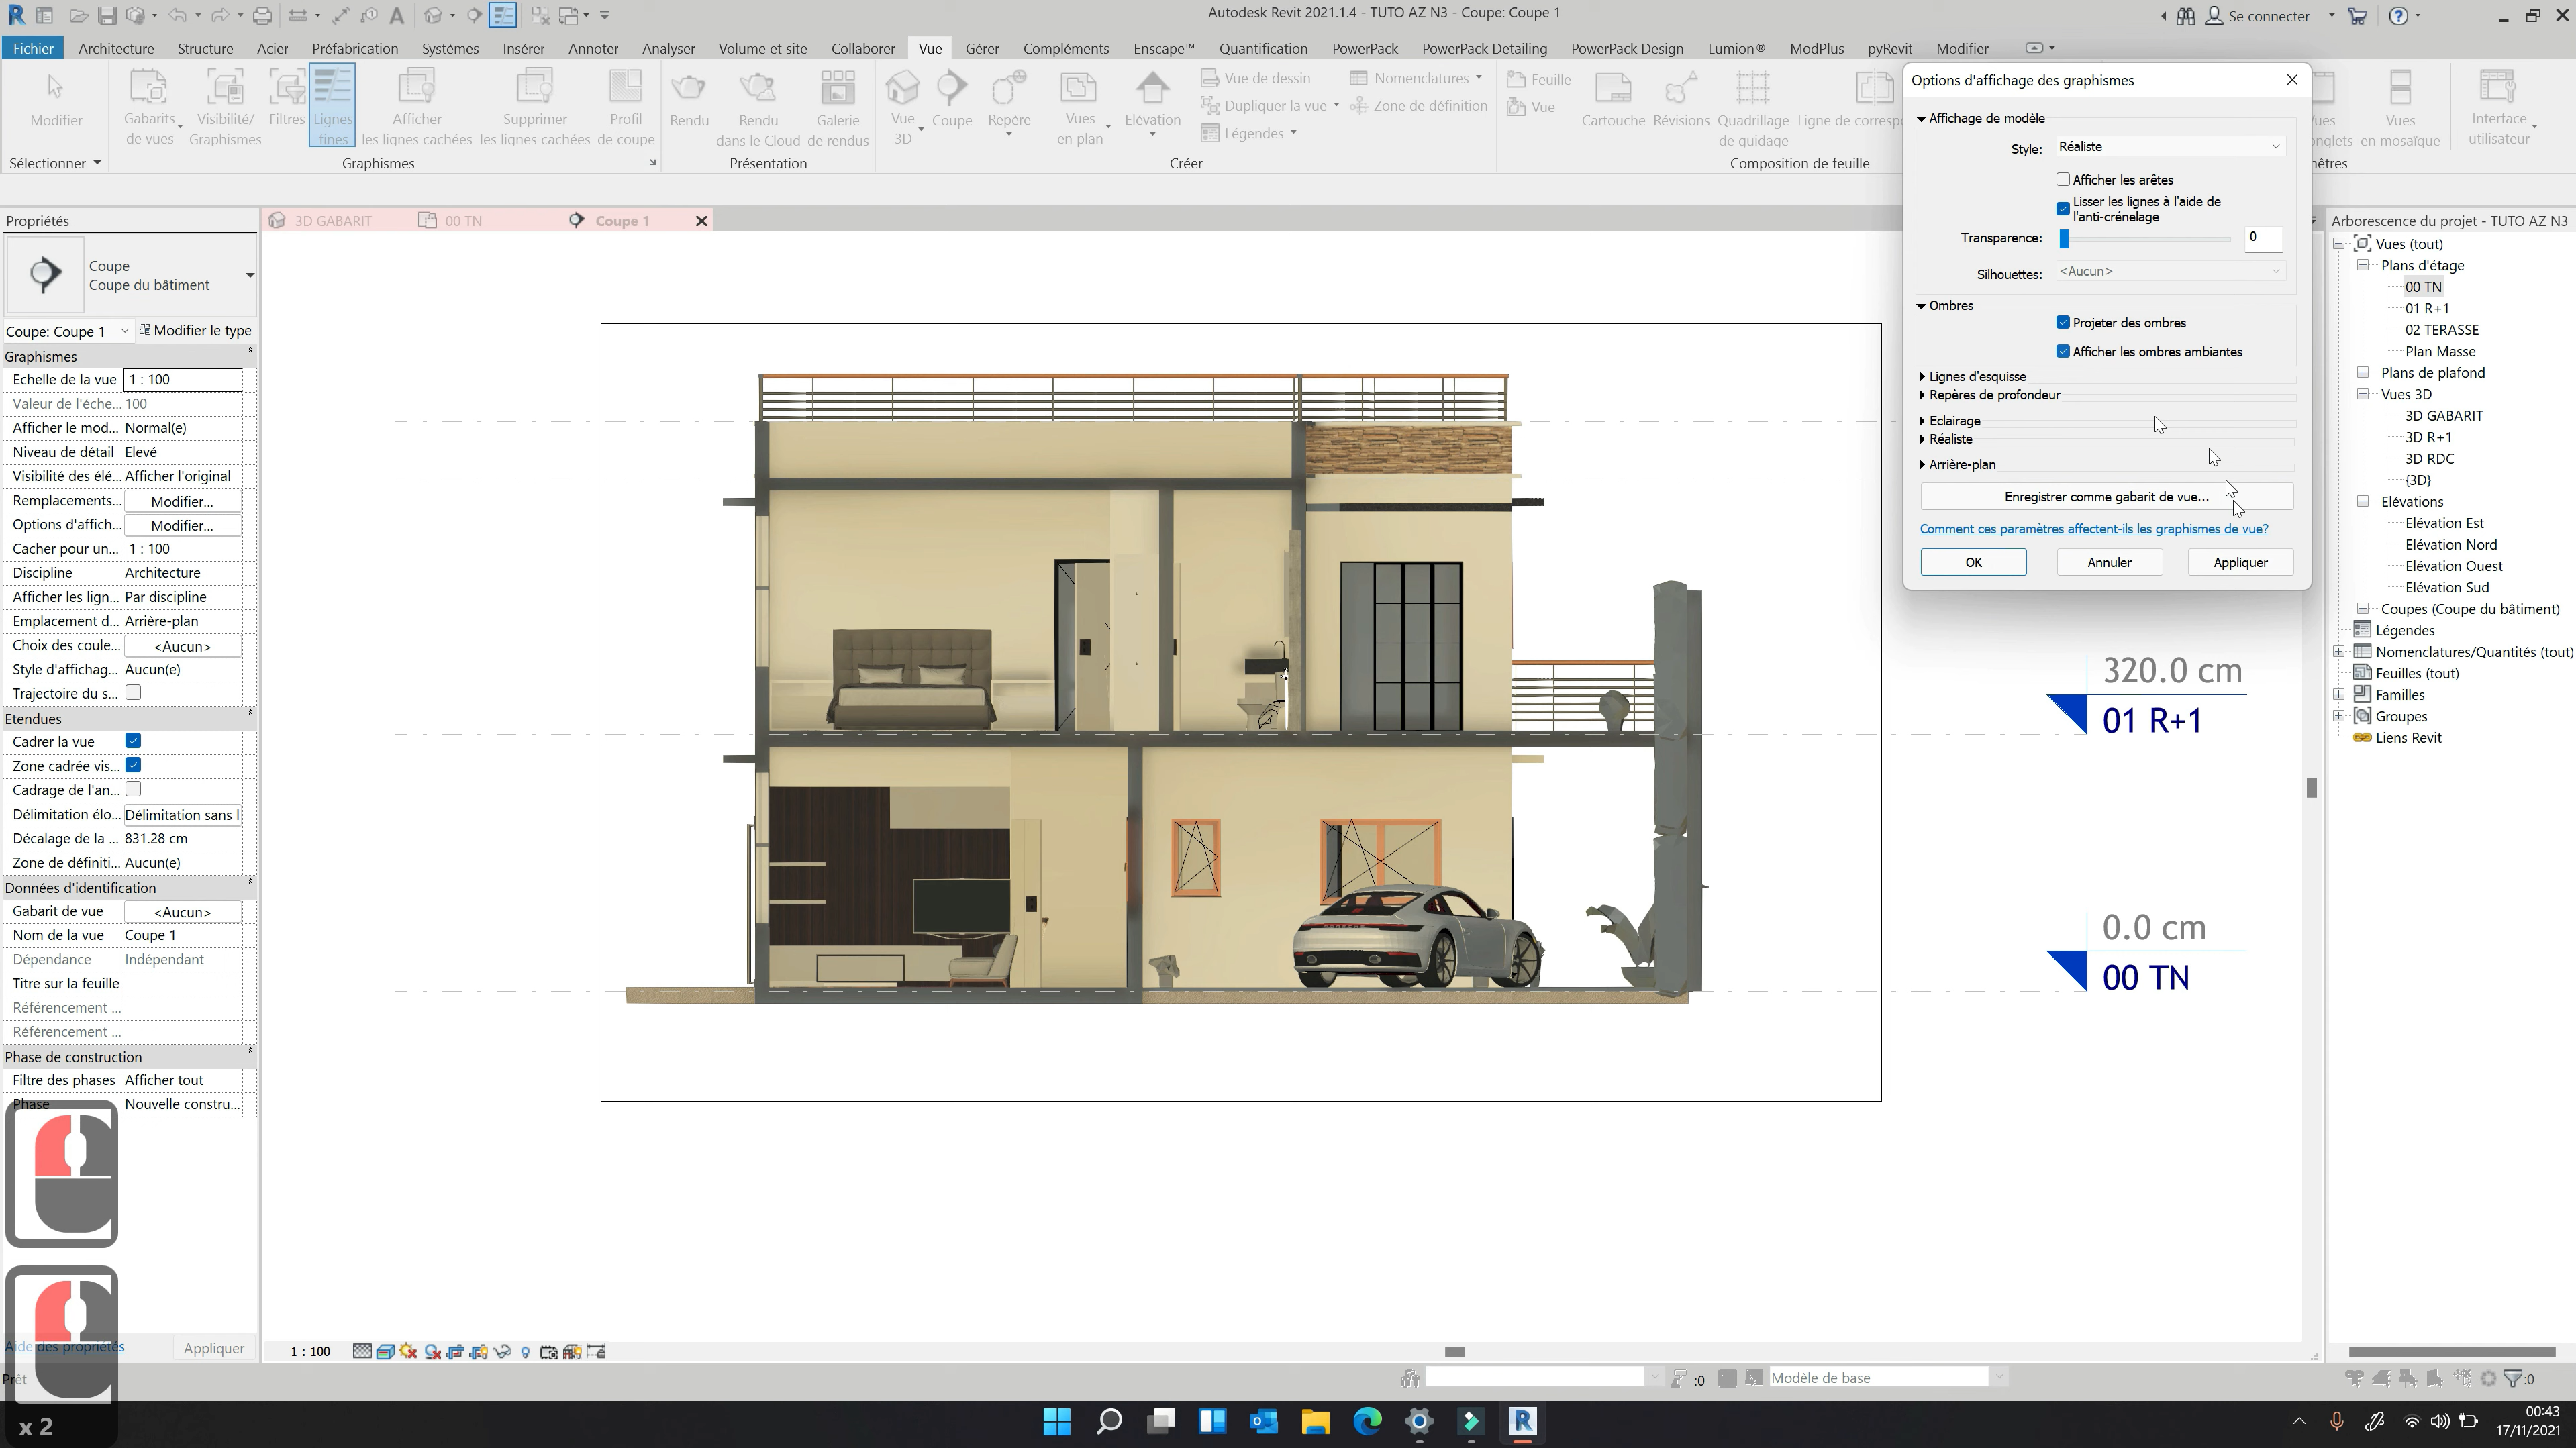 Autodesk Revit 2021.1.4 - TUTO AZ N3 - Coupe: Coupe 1
Se connecter
Fichier Architecture Structure Acier Préfabrication Systèmes Insérer Annoter Analyser Volume et site Collaborer Vue Gérer Compléments Enscape™ Quantification PowerPack PowerPack Detailing PowerPack Design Lumion® ModPlus pyRevit Modifier
Modifier
Gabarits de vues
Visibilité/ Graphismes
Filtres
Lignes fines
Afficher les lignes cachées
Supprimer les lignes cachées
Profil de coupe
Rendu
Rendu dans le Cloud
Galerie de rendus
Vue 3D
Coupe
Repère
Vues en plan
Elévation
Vue de dessin
Dupliquer la vue
Légendes
Nomenclatures
Zone de définition
Feuille
Vue
Cartouche
Révisions
Quadrillage de guidage
Ligne de corresp
Vues en mosaïque
Interface utilisateur
Sélectionner
Graphismes
Présentation
Créer
Composition de feuille
Options d'affichage des graphismes
Affichage de modèle
Style: Réaliste
Afficher les arêtes
Lisser les lignes à l'aide de
l'anti-crénelage
Transparence: 0
Silhouettes: <Aucun>
Ombres
Projeter des ombres
Afficher les ombres ambiantes
Lignes d'esquisse
Repères de profondeur
Eclairage
Réaliste
Arrière-plan
Enregistrer comme gabarit de vue...
Comment ces paramètres affectent-ils les graphismes de vue?
OK Annuler Appliquer
Propriétés
Coupe
Coupe du bâtiment
Coupe: Coupe 1 Modifier le type
Graphismes
Echelle de la vue 1 : 100
Valeur de l'éche... 100
Afficher le mod... Normal(e)
Niveau de détail Elevé
Visibilité des élé... Afficher l'original
Remplacements... Modifier...
Options d'affich... Modifier...
Cacher pour un... 1 : 100
Discipline Architecture
Afficher les lign... Par discipline
Emplacement d... Arrière-plan
Choix des coule... <Aucun>
Style d'affichag... Aucun(e)
Trajectoire du s...
Etendues
Cadrer la vue
Zone cadrée vis...
Cadrage de l'an...
Délimitation élo... Délimitation sans l
Décalage de la ... 831.28 cm
Zone de définiti... Aucun(e)
Données d'identification
Gabarit de vue <Aucun>
Nom de la vue Coupe 1
Dépendance Indépendant
Titre sur la feuille
Référencement ...
Référencement ...
Phase de construction
Filtre des phases Afficher tout
Phase Nouvelle constru...
Aide des propriétés Appliquer
Prêt
x 2
3D GABARIT 00 TN Coupe 1
320.0 cm
01 R+1
0.0 cm
00 TN
1 : 100
:0 Modèle de base
:0
Arborescence du projet - TUTO AZ N3
Vues (tout)
Plans d'étage
00 TN
01 R+1
02 TERASSE
Plan Masse
Plans de plafond
Vues 3D
3D GABARIT
3D R+1
3D RDC
{3D}
Elévations
Elévation Est
Elévation Nord
Elévation Ouest
Elévation Sud
Coupes (Coupe du bâtiment)
Légendes
Nomenclatures/Quantités (tout)
Feuilles (tout)
Familles
Groupes
Liens Revit
00:43
17/11/2021